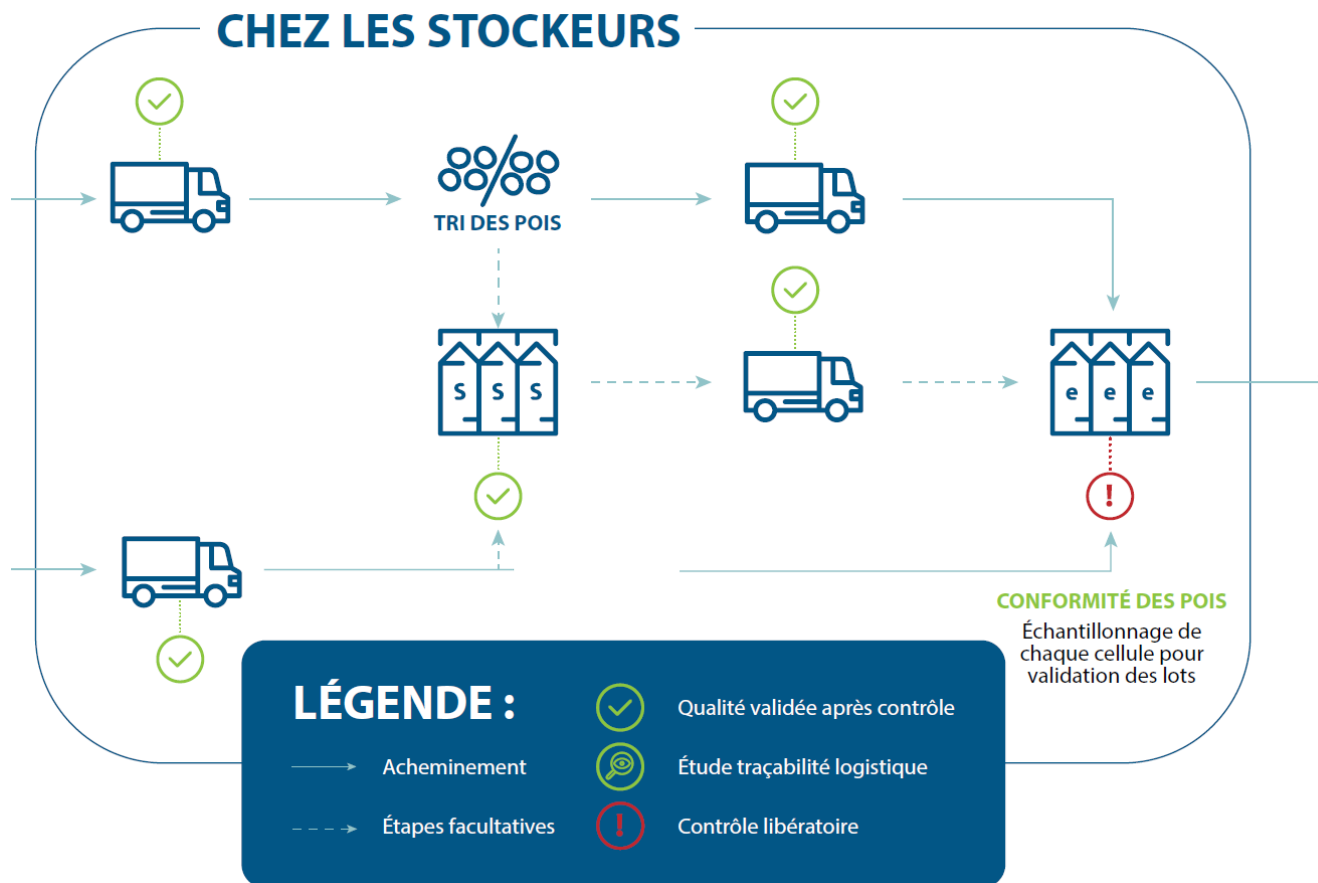 CHEZ LES STOCKEURS
TRI DES POIS
S S S
e e e
!
CONFORMITÉ DES POIS
Échantillonnage de
chaque cellule pour
validation des lots
LÉGENDE :
Acheminement
Étapes facultatives
Qualité validée après contrôle
Étude traçabilité logistique
! Contrôle libératoire